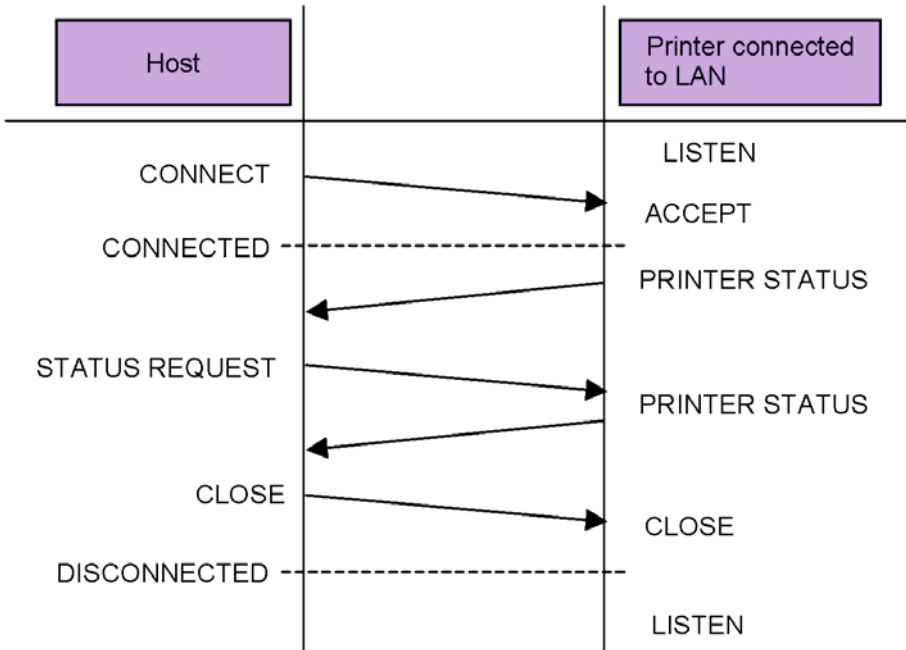 Host
Printer connected
to LAN
LISTEN
CONNECT
ACCEPT
CONNECTED
PRINTER STATUS
STATUS REQUEST
PRINTER STATUS
CLOSE
CLOSE
DISCONNECTED
LISTEN